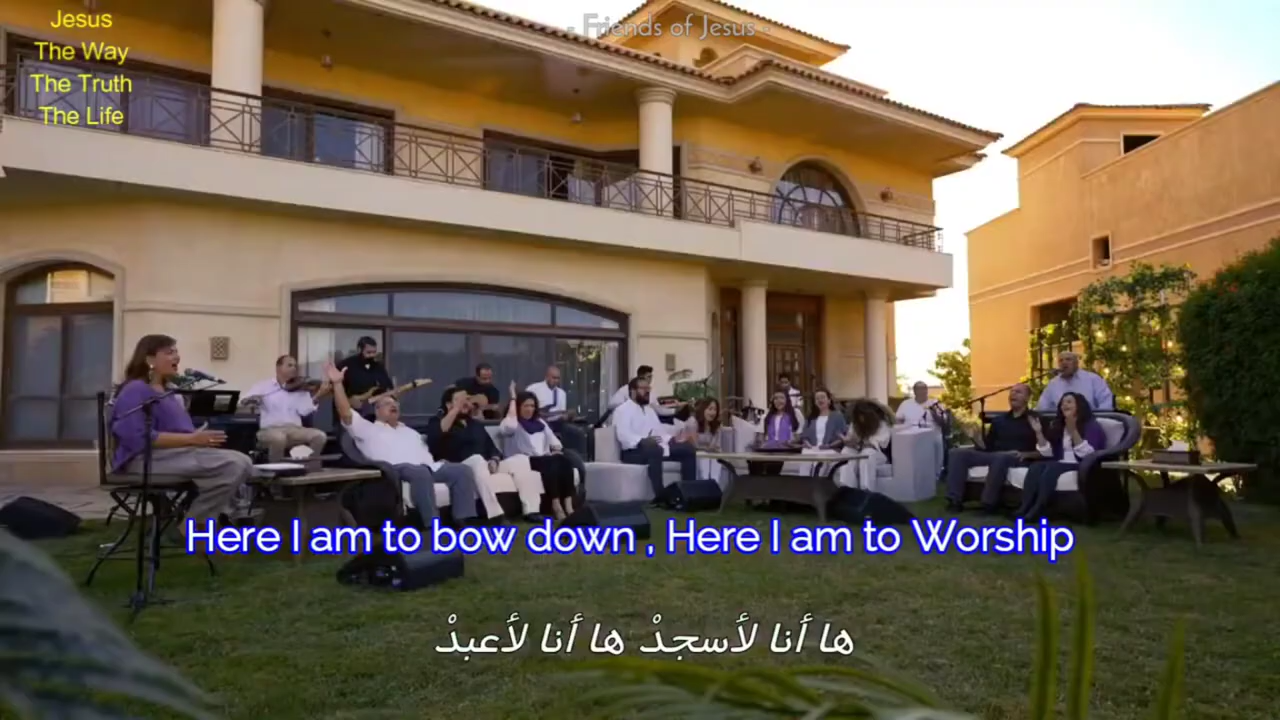 - Friends of Jesus -
Jesus
The Way
The Truth
The Life
Here I am to bow down , Here I am to Worship
ها أنا لأسجدْ ها أنا لأعبدْ